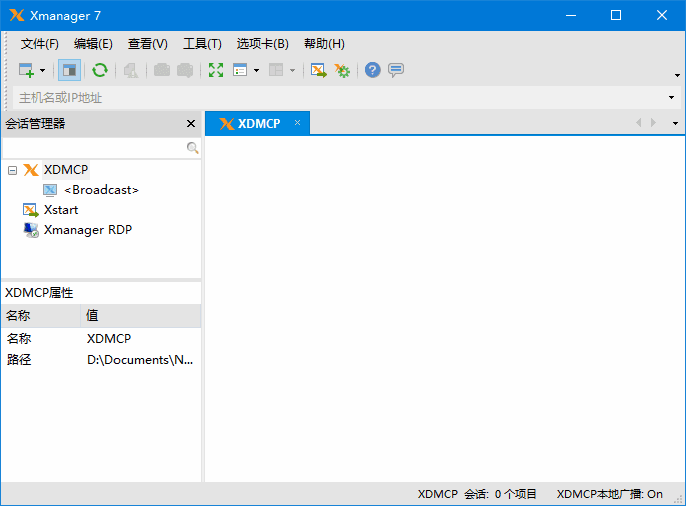 Xmanager 7
文件(F) 编辑(E) 查看(V) 工具(T) 选项卡(B) 帮助(H)
主机名或IP地址
会话管理器
XDMCP
XDMCP
<Broadcast>
Xstart
Xmanager RDP
XDMCP属性
名称 值
名称 XDMCP
路径 D:\Documents\N...
XDMCP 会话: 0 个项目 XDMCP本地广播: On